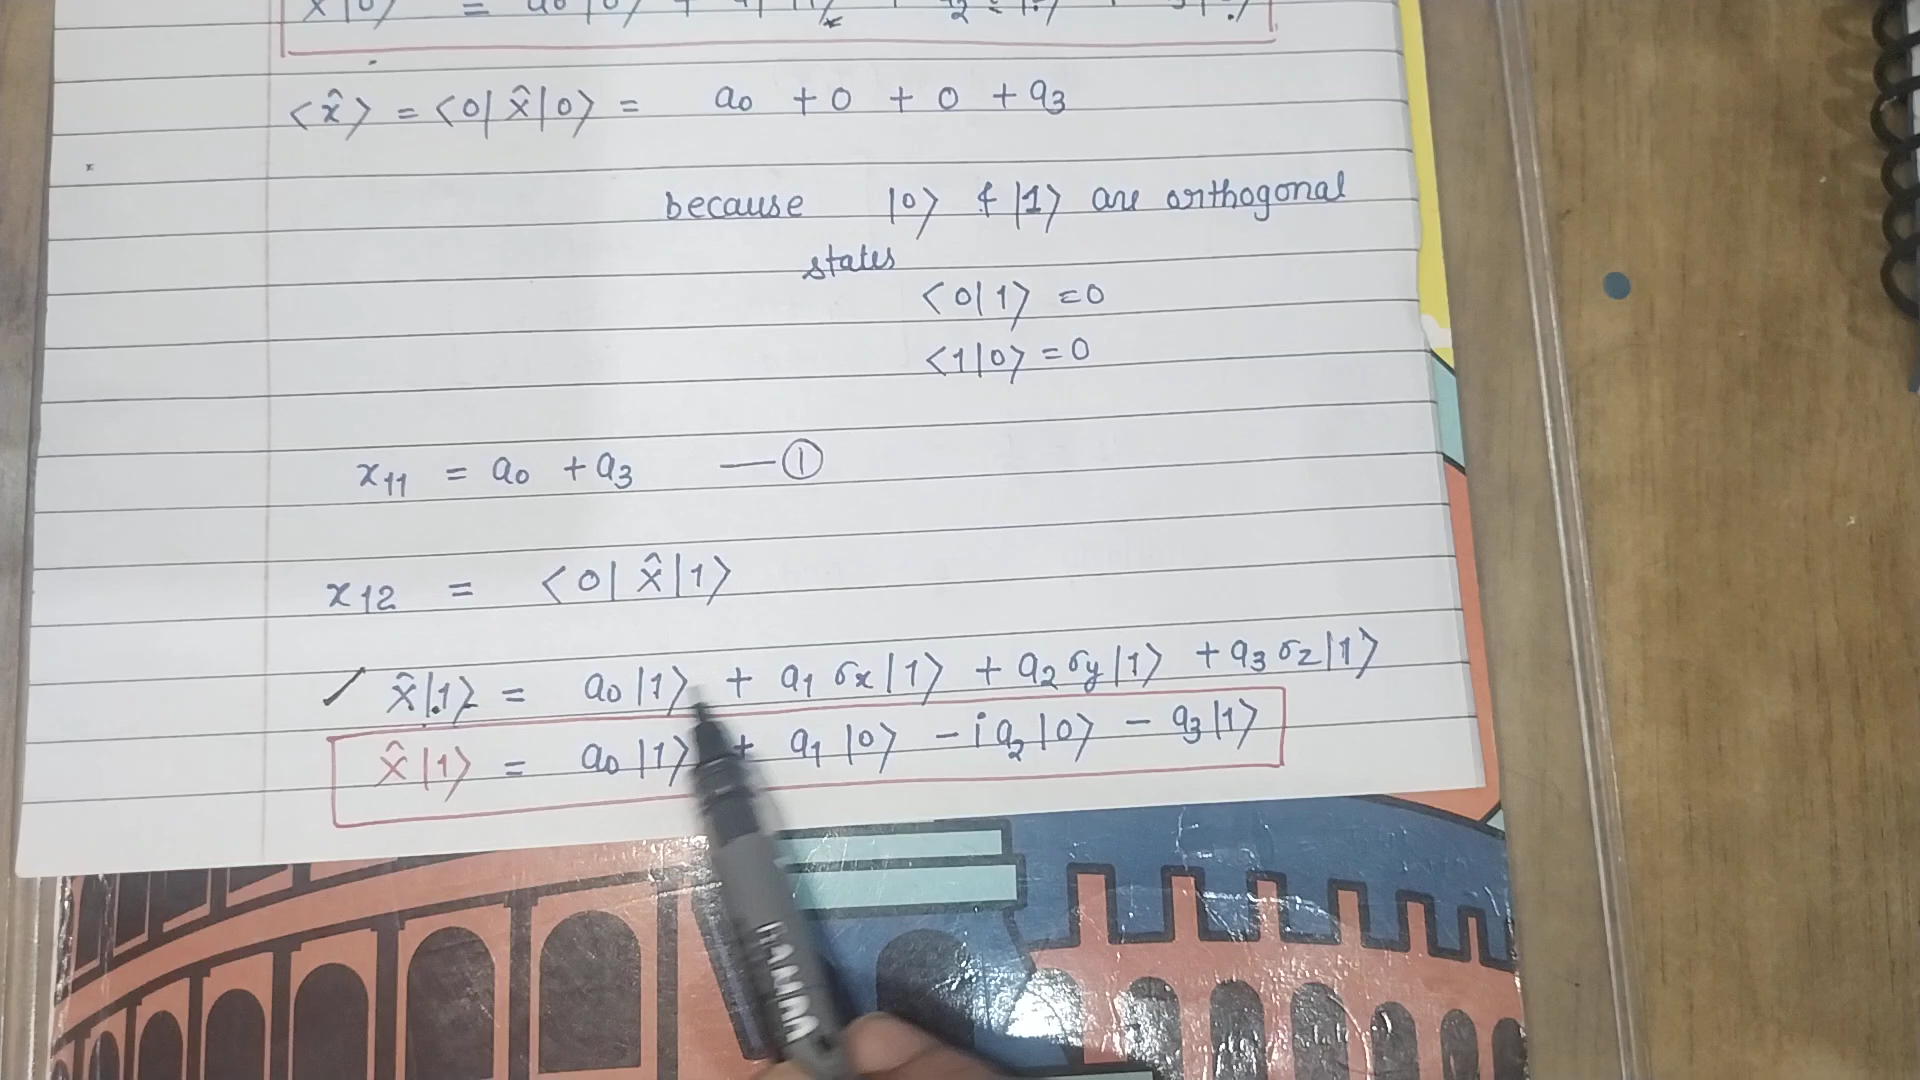 ⟨x̂⟩ = ⟨0|x̂|0⟩ = a₀ + 0 + 0 + a₃
because |0⟩ & |1⟩ are orthogonal
states
⟨0|1⟩ = 0
⟨1|0⟩ = 0
x₁₁ = a₀ + a₃ —①
x₁₂ = ⟨0|x̂|1⟩
x̂|1⟩ = a₀|1⟩ + a₁σx|1⟩ + a₂σy|1⟩ + a₃σz|1⟩
x̂|1⟩ = a₀|1⟩ + a₁|0⟩ - ia₂|0⟩ - a₃|1⟩